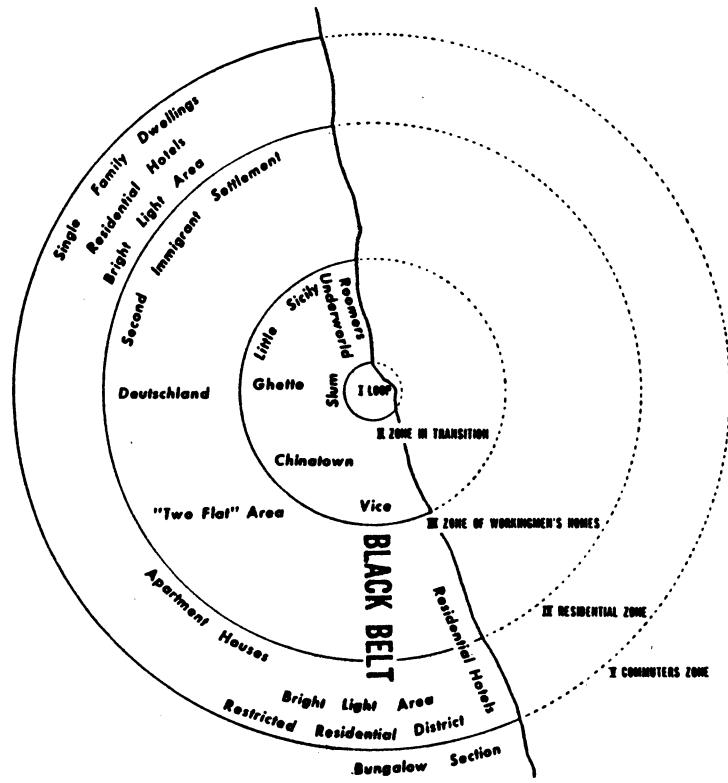 Single Family Dwellings
Residential Hotels
Bright Light Area
Second Immigrant Settlement
Little Sicily
Underworld
Roomers
Deutschland
Ghetto
Slum
I LOOP
II ZONE IN TRANSITION
Chinatown
Vice
"Two Flat" Area
III ZONE OF WORKINGMEN'S HOMES
BLACK BELT
Apartment Houses
Residential Hotels
IV RESIDENTIAL ZONE
V COMMUTERS ZONE
Bright Light Area
Restricted Residential District
Bungalow Section